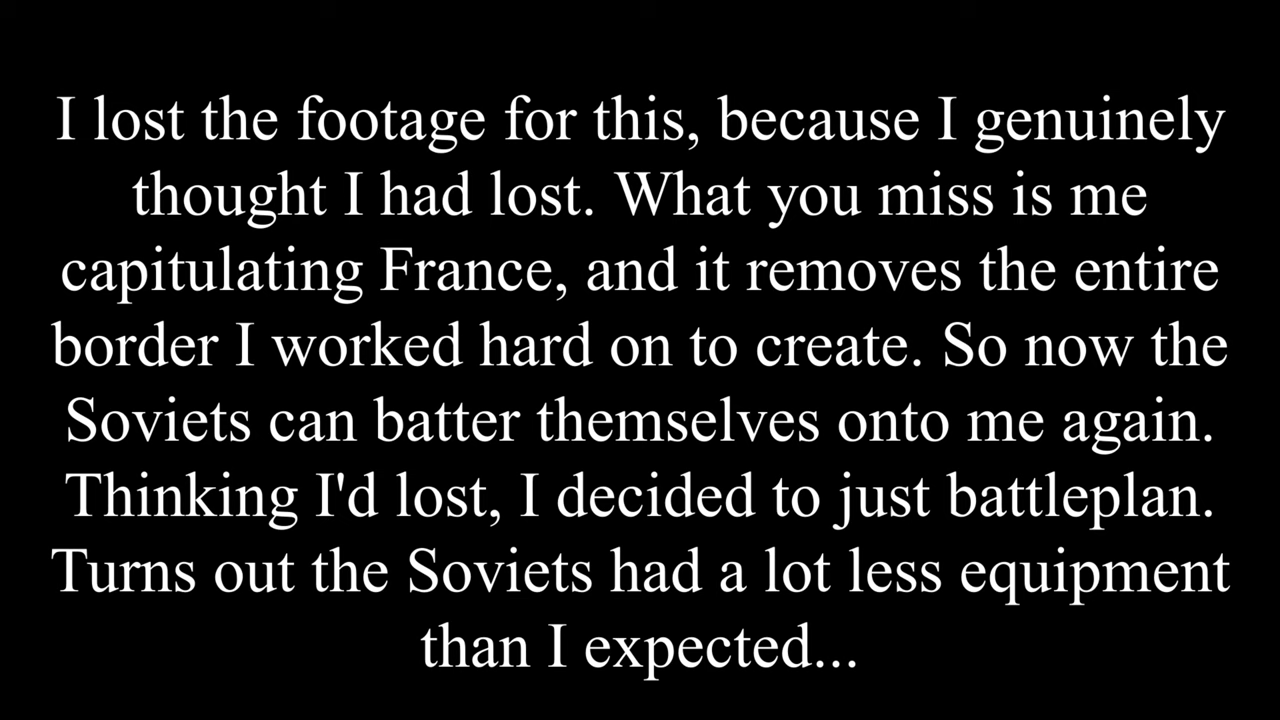 I lost the footage for this, because I genuinely
thought I had lost. What you miss is me
capitulating France, and it removes the entire
border I worked hard on to create. So now the
Soviets can batter themselves onto me again.
Thinking I'd lost, I decided to just battleplan.
Turns out the Soviets had a lot less equipment
than I expected...